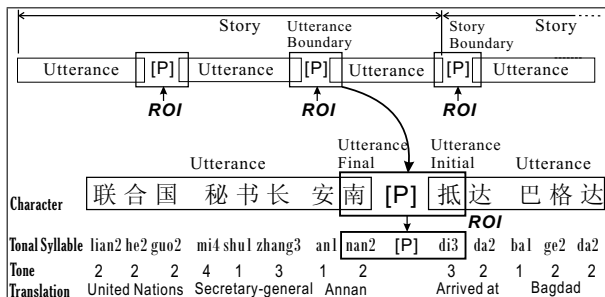 Story Story
Utterance Boundary Story Boundary
Utterance [P] Utterance [P] Utterance [P] Utterance
ROI ROI ROI
Utterance Utterance Final Utterance Initial Utterance
Character 联合国 秘书长 安南 [P] 抵达 巴格达
ROI
Tonal Syllable lian2 he2 guo2 mi4 shu1 zhang3 an1 nan2 [P] di3 da2 ba1 ge2 da2
Tone 2 2 2 4 1 3 1 2 3 2 1 2 2
Translation United Nations Secretary-general Annan Arrived at Bagdad